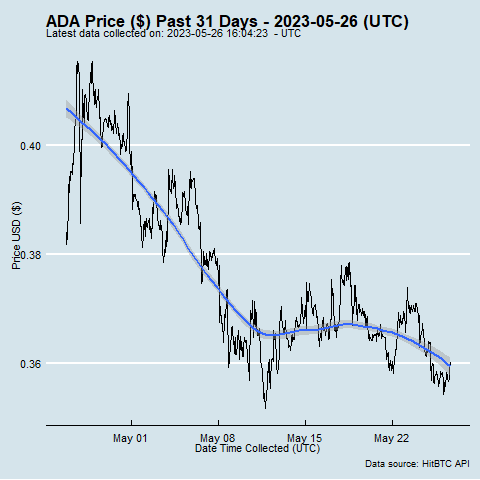 ADA Price ($) Past 31 Days - 2023-05-26 (UTC)
Latest data collected on: 2023-05-26 16:04:23 - UTC
0.40
0.38
0.36
Price USD ($)
May 01 May 08 May 15 May 22
Date Time Collected (UTC)
Data source: HitBTC API